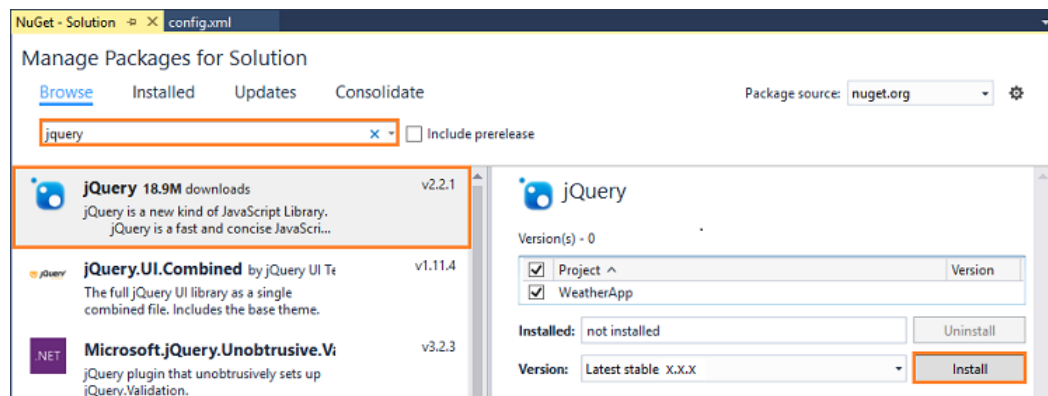 NuGet - Solution config.xml
Manage Packages for Solution
Browse Installed Updates Consolidate
Package source: nuget.org
jquery
Include prerelease
jQuery 18.9M downloads
v2.2.1
jQuery is a new kind of JavaScript Library.
jQuery is a fast and concise JavaScri...
jQuery.UI.Combined by jQuery UI Te
v1.11.4
The full jQuery UI library as a single
combined file. Includes the base theme.
.NET
Microsoft.jQuery.Unobtrusive.Va
v3.2.3
jQuery plugin that unobtrusively sets up
jQuery.Validation.
jQuery
Version(s) - 0
Project Version
WeatherApp
Installed: not installed Uninstall
Version: Latest stable X.X.X Install